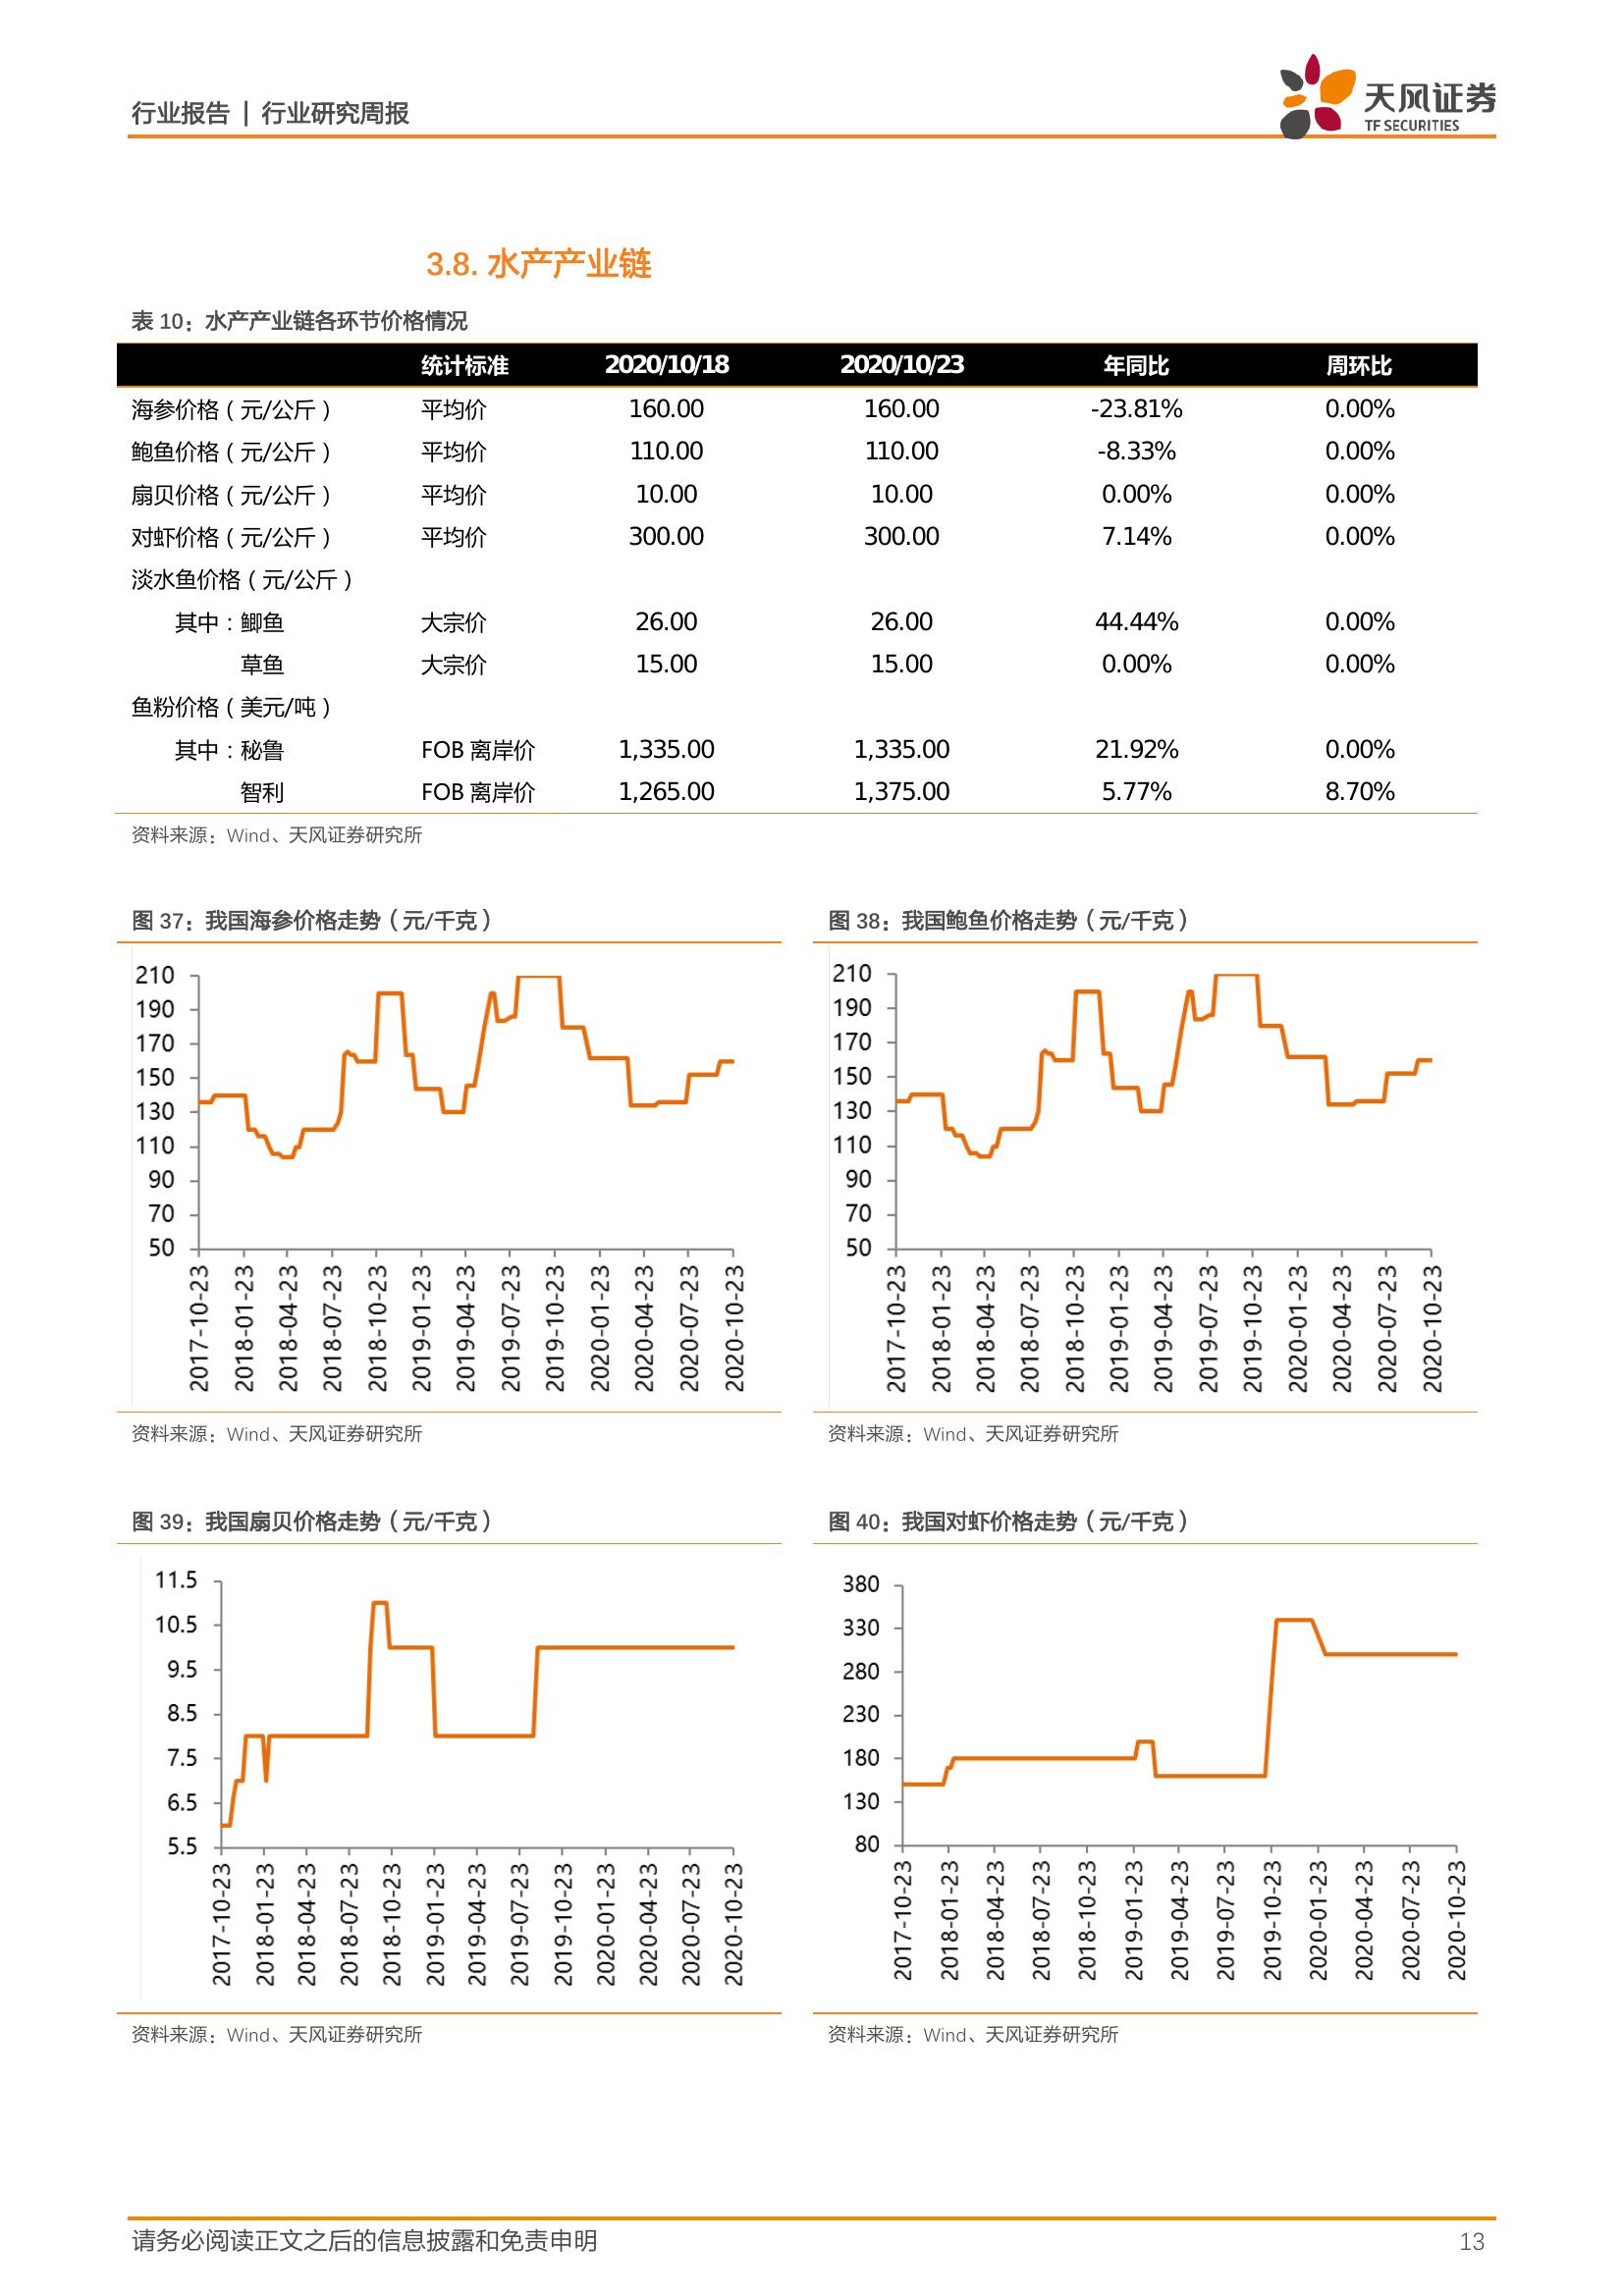 行业报告 | 行业研究周报
天风证券
TF SECURITIES
3.8. 水产产业链
表 10：水产产业链各环节价格情况
统计标准 2020/10/18 2020/10/23 年同比 周环比
海参价格（元/公斤） 平均价 160.00 160.00 -23.81% 0.00%
鲍鱼价格（元/公斤） 平均价 110.00 110.00 -8.33% 0.00%
扇贝价格（元/公斤） 平均价 10.00 10.00 0.00% 0.00%
对虾价格（元/公斤） 平均价 300.00 300.00 7.14% 0.00%
淡水鱼价格（元/公斤）
其中：鲫鱼 大宗价 26.00 26.00 44.44% 0.00%
草鱼 大宗价 15.00 15.00 0.00% 0.00%
鱼粉价格（美元/吨）
其中：秘鲁 FOB 离岸价 1,335.00 1,335.00 21.92% 0.00%
智利 FOB 离岸价 1,265.00 1,375.00 5.77% 8.70%
资料来源：Wind、天风证券研究所
图 37：我国海参价格走势（元/千克）
210
190
170
150
130
110
90
70
50
2017-10-23 2018-01-23 2018-04-23 2018-07-23 2018-10-23 2019-01-23 2019-04-23 2019-07-23 2019-10-23 2020-01-23 2020-04-23 2020-07-23 2020-10-23
资料来源：Wind、天风证券研究所
图 38：我国鲍鱼价格走势（元/千克）
210
190
170
150
130
110
90
70
50
2017-10-23 2018-01-23 2018-04-23 2018-07-23 2018-10-23 2019-01-23 2019-04-23 2019-07-23 2019-10-23 2020-01-23 2020-04-23 2020-07-23 2020-10-23
资料来源：Wind、天风证券研究所
图 39：我国扇贝价格走势（元/千克）
11.5
10.5
9.5
8.5
7.5
6.5
5.5
2017-10-23 2018-01-23 2018-04-23 2018-07-23 2018-10-23 2019-01-23 2019-04-23 2019-07-23 2019-10-23 2020-01-23 2020-04-23 2020-07-23 2020-10-23
资料来源：Wind、天风证券研究所
图 40：我国对虾价格走势（元/千克）
380
330
280
230
180
130
80
2017-10-23 2018-01-23 2018-04-23 2018-07-23 2018-10-23 2019-01-23 2019-04-23 2019-07-23 2019-10-23 2020-01-23 2020-04-23 2020-07-23 2020-10-23
资料来源：Wind、天风证券研究所
请务必阅读正文之后的信息披露和免责申明 13